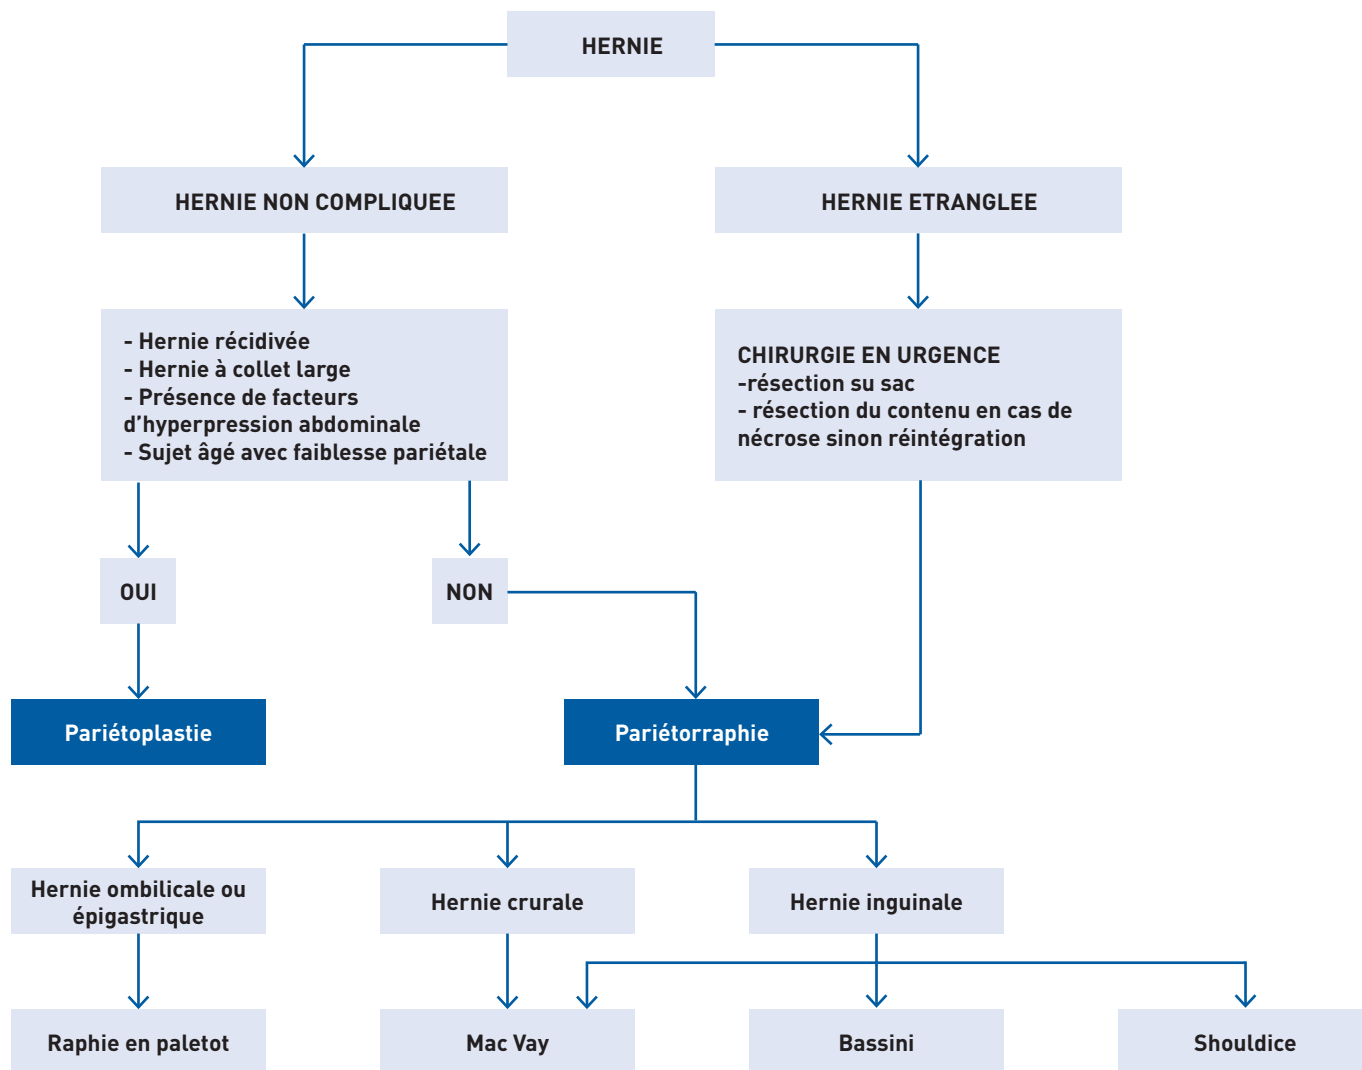 HERNIE
HERNIE NON COMPLIQUEE
HERNIE ETRANGLEE
- Hernie récidivée
- Hernie à collet large
- Présence de facteurs
d’hyperpression abdominale
- Sujet âgé avec faiblesse pariétale
CHIRURGIE EN URGENCE
-résection su sac
- résection du contenu en cas de
nécrose sinon réintégration
OUI
NON
Pariétoplastie
Pariétorraphie
Hernie ombilicale ou
épigastrique
Hernie crurale
Hernie inguinale
Raphie en paletot
Mac Vay
Bassini
Shouldice